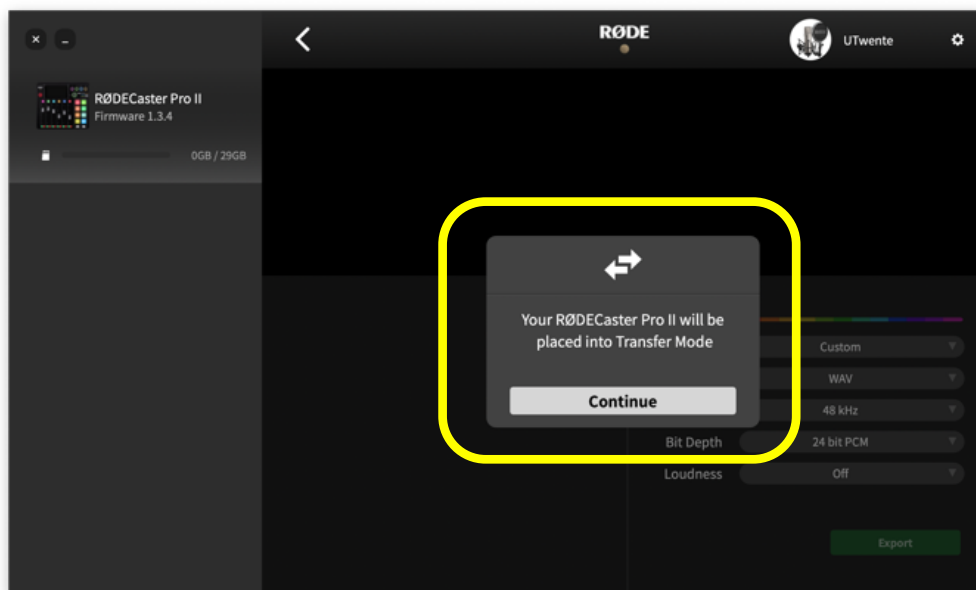 RØDE
UTwente
RØDECaster Pro II
Firmware 1.3.4
0GB / 29GB
Your RØDECaster Pro II will be
placed into Transfer Mode
Continue
Custom
WAV
48 kHz
Bit Depth
24 bit PCM
Loudness
Off
Export